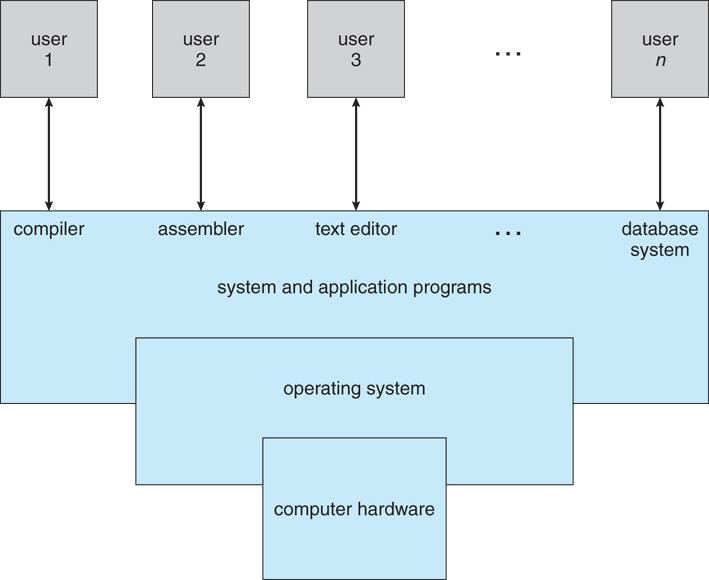 user
1
user
2
user
3
...
user
n
compiler
assembler
text editor
...
database
system
system and application programs
operating system
computer hardware